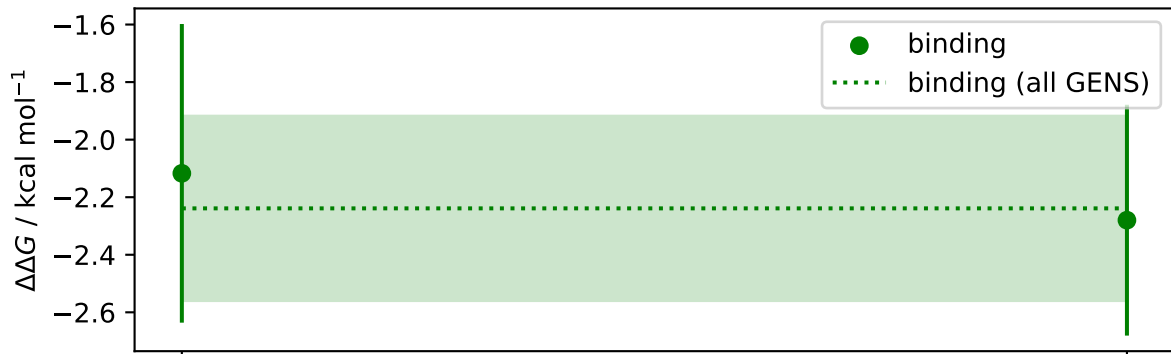 ΔΔG / kcal mol⁻¹
−1.6
−1.8
−2.0
−2.2
−2.4
−2.6
binding
binding (all GENS)